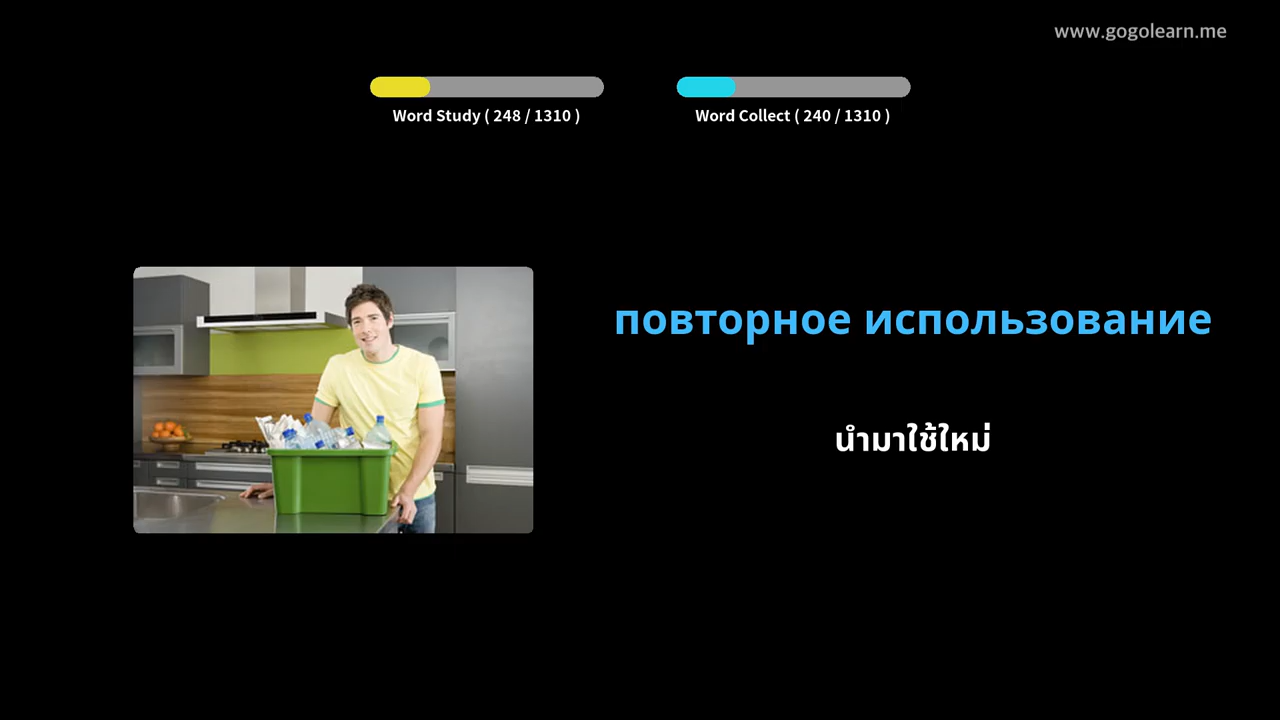 www.gogolearn.me
Word Study ( 248 / 1310 )
Word Collect ( 240 / 1310 )
повторное использование
นำมาใช้ใหม่